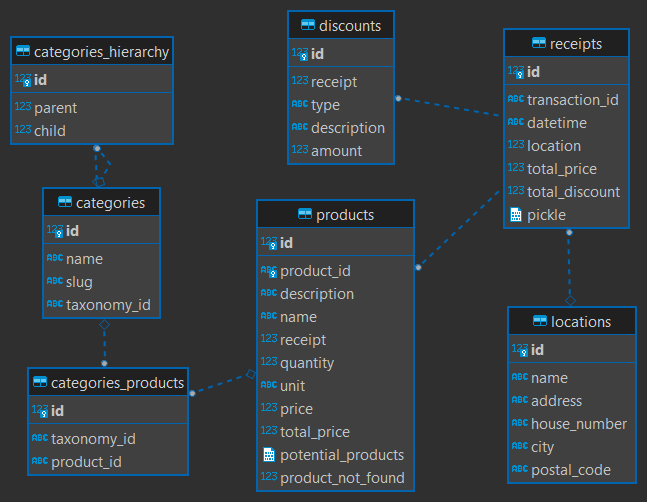 categories_hierarchy
123 id
123 parent
123 child
discounts
123 id
123 receipt
ABC type
ABC description
123 amount
receipts
123 id
ABC transaction_id
ABC datetime
123 location
123 total_price
123 total_discount
pickle
categories
123 id
ABC name
ABC slug
ABC taxonomy_id
products
123 id
ABC product_id
ABC description
ABC name
123 receipt
123 quantity
ABC unit
123 price
123 total_price
potential_products
123 product_not_found
locations
123 id
ABC name
ABC address
ABC house_number
ABC city
ABC postal_code
categories_products
123 id
ABC taxonomy_id
ABC product_id